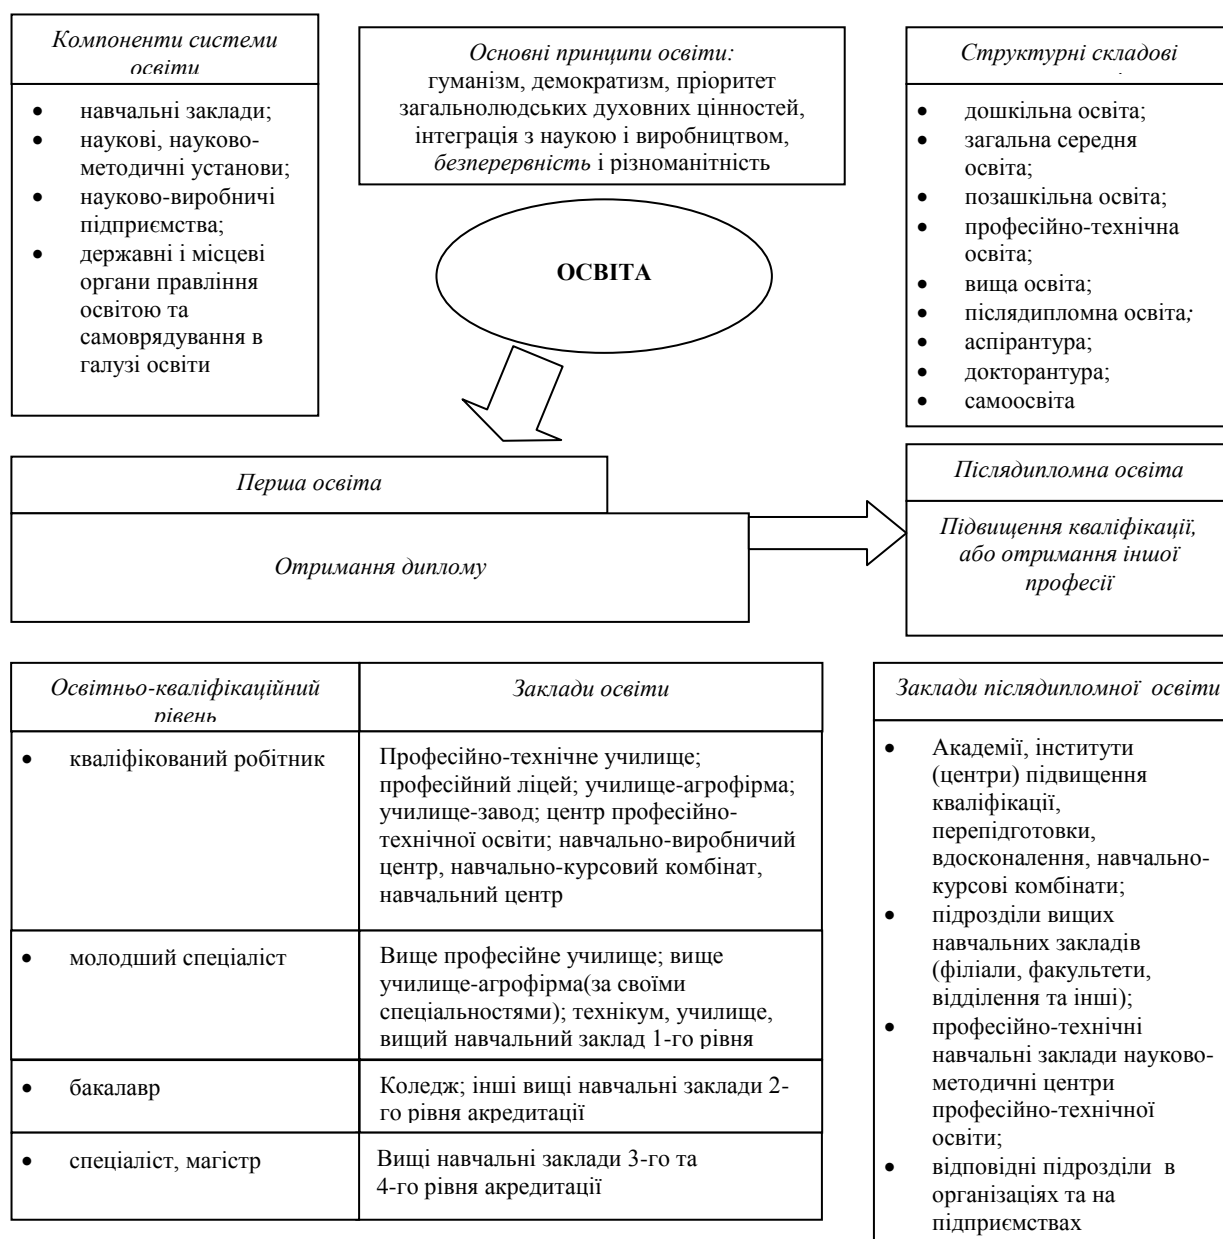 Компоненти системи
освіти
• навчальні заклади;
• наукові, науково-
методичні установи;
• науково-виробничі
підприємства;
• державні і місцеві
органи правління
освітою та
самоврядування в
галузі освіти
Основні принципи освіти:
гуманізм, демократизм, пріоритет
загальнолюдських духовних цінностей,
інтеграція з наукою і виробництвом,
безперервність і різноманітність
ОСВІТА
Структурні складові
• дошкільна освіта;
• загальна середня
освіта;
• позашкільна освіта;
• професійно-технічна
освіта;
• вища освіта;
• післядипломна освіта;
• аспірантура;
• докторантура;
• самоосвіта
Перша освіта
Отримання диплому
Післядипломна освіта
Підвищення кваліфікації,
або отримання іншої
професії
Освітньо-кваліфікаційний
рівень
Заклади освіти
• кваліфікований робітник
Професійно-технічне училище;
професійний ліцей; училище-агрофірма;
училище-завод; центр професійно-
технічної освіти; навчально-виробничий
центр, навчально-курсовий комбінат,
навчальний центр
• молодший спеціаліст
Вище професійне училище; вище
училище-агрофірма(за своїми
спеціальностями); технікум, училище,
вищий навчальний заклад 1-го рівня
• бакалавр
Коледж; інші вищі навчальні заклади 2-
го рівня акредитації
• спеціаліст, магістр
Вищі навчальні заклади 3-го та
4-го рівня акредитації
Заклади післядипломної освіти
• Академії, інститути
(центри) підвищення
кваліфікації,
перепідготовки,
вдосконалення, навчально-
курсові комбінати;
• підрозділи вищих
навчальних закладів
(філіали, факультети,
відділення та інші);
• професійно-технічні
навчальні заклади науково-
методичні центри
професійно-технічної
освіти;
• відповідні підрозділи в
організаціях та на
підприємствах